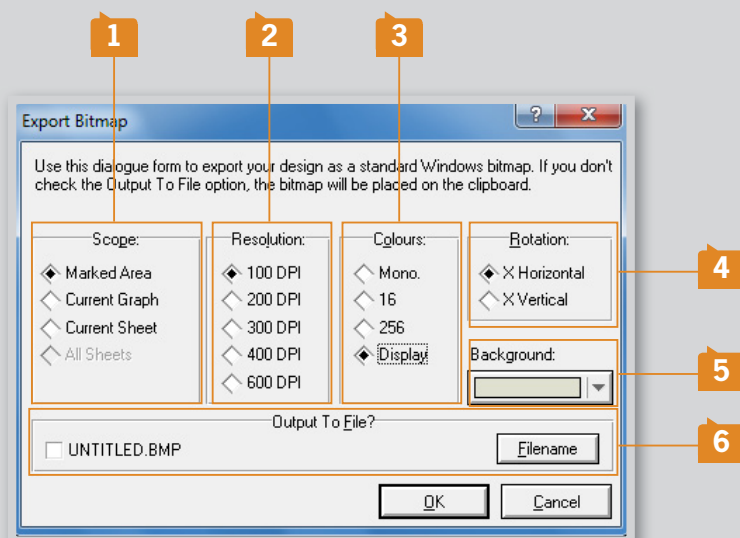 1 2 3
Export Bitmap
Use this dialogue form to export your design as a standard Windows bitmap. If you don't
check the Output To File option, the bitmap will be placed on the clipboard.
Scope:
Marked Area
Current Graph
Current Sheet
All Sheets
Resolution:
100 DPI
200 DPI
300 DPI
400 DPI
600 DPI
Colours:
Mono.
16
256
Display
Rotation:
X Horizontal
X Vertical
4
Background:
5
Output To File?
UNTITLED.BMP
Filename
6
OK
Cancel